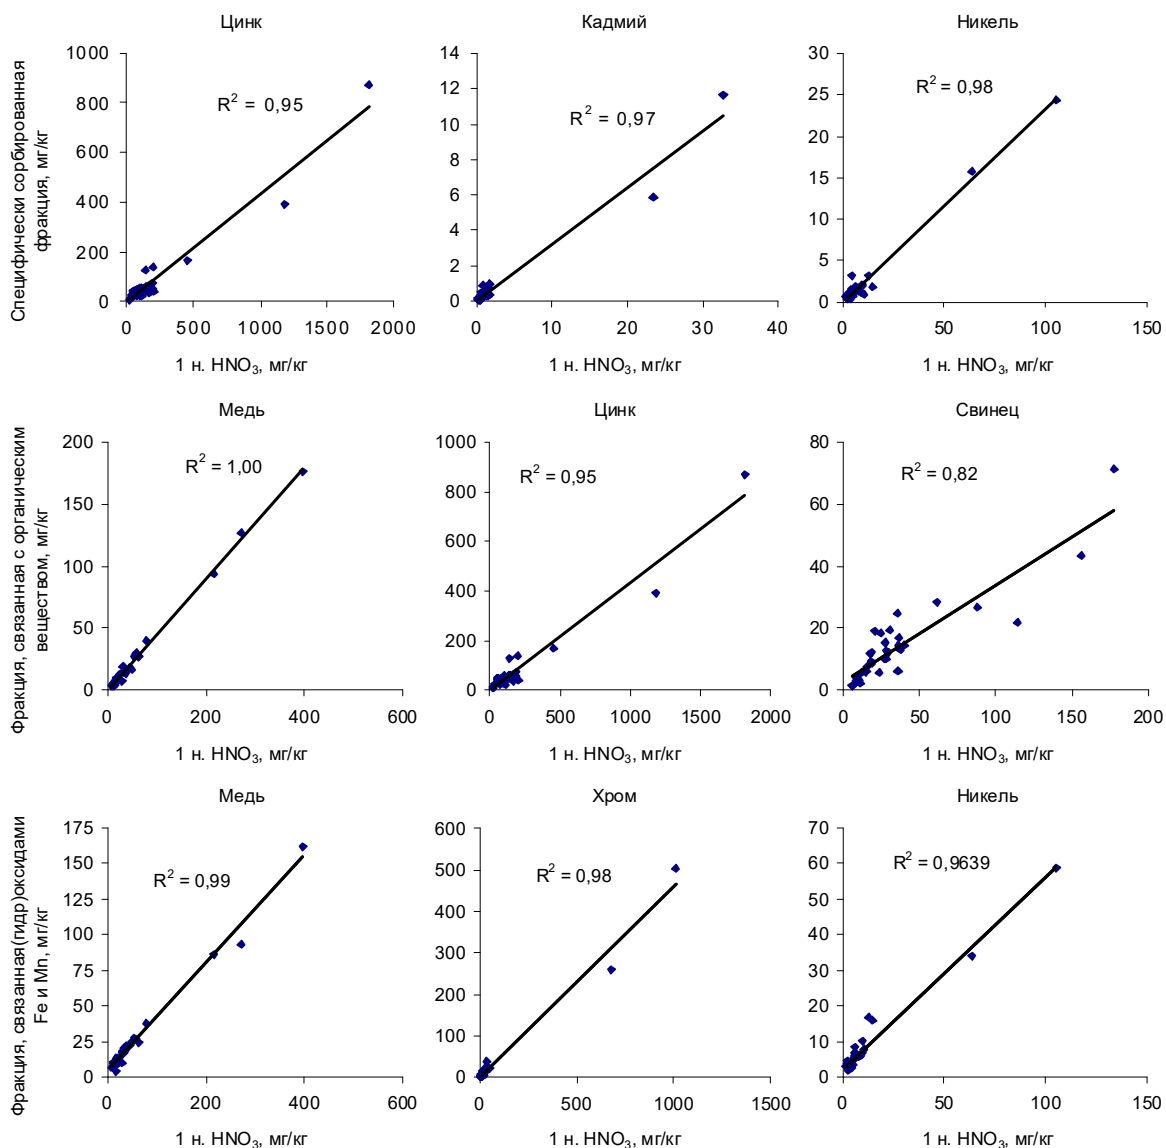 Цинк
Кадмий
Никель
Специфически сорбированная
фракция, мг/кг
1000
800
600
400
200
0
R² = 0,95
0 500 1000 1500 2000
1 н. HNO₃, мг/кг
14
12
10
8
6
4
2
0
R² = 0,97
0 10 20 30 40
1 н. HNO₃, мг/кг
30
25
20
15
10
5
0
R² = 0,98
0 50 100 150
1 н. HNO₃, мг/кг
Медь
Цинк
Свинец
Фракция, связанная с органическим
веществом, мг/кг
200
150
100
50
0
R² = 1,00
0 200 400 600
1 н. HNO₃, мг/кг
1000
800
600
400
200
0
R² = 0,95
0 500 1000 1500 2000
1 н. HNO₃, мг/кг
80
60
40
20
0
R² = 0,82
0 50 100 150 200
1 н. HNO₃, мг/кг
Медь
Хром
Никель
Фракция, связанная(гидр)оксидами
Fe и Mn, мг/кг
175
150
125
100
75
50
25
0
R² = 0,99
0 200 400 600
1 н. HNO₃, мг/кг
600
500
400
300
200
100
0
R² = 0,98
0 500 1000 1500
1 н. HNO₃, мг/кг
70
60
50
40
30
20
10
0
R² = 0,9639
0 50 100 150
1 н. HNO₃, мг/кг